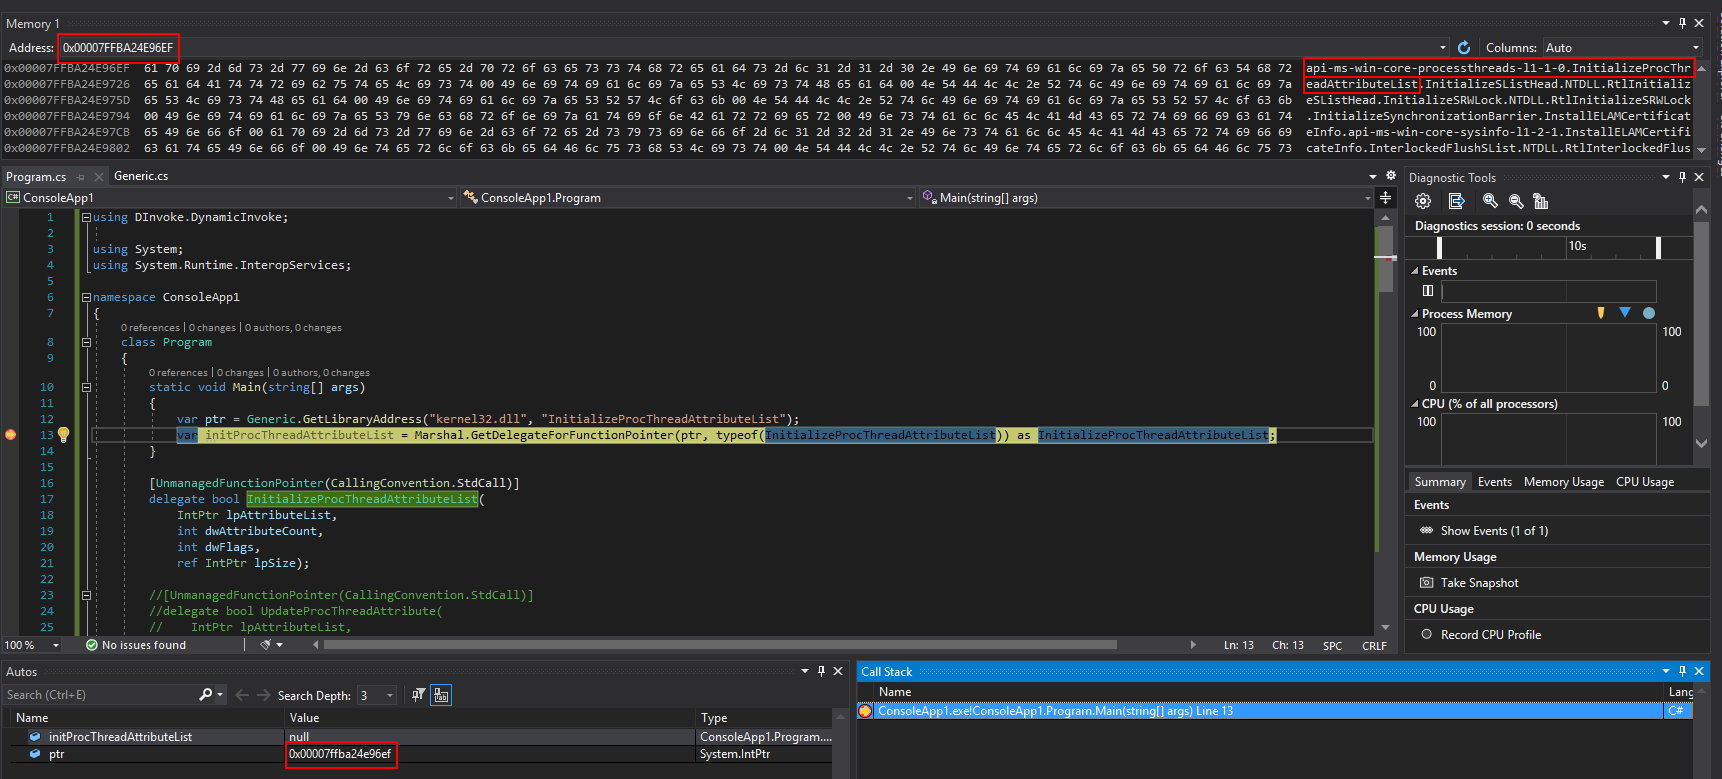 Memory 1
Address: 0x00007FFBA24E96EF
Columns: Auto
0x00007FFBA24E96EF 61 70 69 2d 6d 73 2d 77 69 6e 2d 63 6f 72 65 2d 70 72 6f 63 65 73 73 74 68 72 65 61 64 73 2d 6c 31 2d 31 2d 30 2e 49 6e 69 74 69 61 6c 69 7a 65 50 72 6f 63 54 68 72 api-ms-win-core-processthreads-l1-1-0.InitializeProcThr
0x00007FFBA24E9726 65 61 64 41 74 74 72 69 62 75 74 65 4c 69 73 74 00 49 6e 69 74 69 61 6c 69 7a 65 53 4c 69 73 74 48 65 61 64 00 4e 54 44 4c 4c 2e 52 74 6c 49 6e 69 74 69 61 6c 69 7a eadAttributeList.InitializeSListHead.NTDLL.RtlInitializ
0x00007FFBA24E975D 65 53 4c 69 73 74 48 65 61 64 00 49 6e 69 74 69 61 6c 69 7a 65 53 52 57 4c 6f 63 6b 00 4e 54 44 4c 4c 2e 52 74 6c 49 6e 69 74 69 61 6c 69 7a 65 53 52 57 4c 6f 63 6b eSListHead.InitializeSRWLock.NTDLL.RtlInitializeSRWLock
0x00007FFBA24E9794 00 49 6e 69 74 69 61 6c 69 7a 65 53 79 6e 63 68 72 6f 6e 69 7a 61 74 69 6f 6e 42 61 72 72 69 65 72 00 49 6e 73 74 61 6c 6c 45 4c 41 4d 43 65 72 74 69 66 69 63 61 74 .InitializeSynchronizationBarrier.InstallELAMCertificat
0x00007FFBA24E97CB 65 49 6e 66 6f 00 61 70 69 2d 6d 73 2d 77 69 6e 2d 63 6f 72 65 2d 73 79 73 69 6e 66 6f 2d 6c 31 2d 32 2d 31 2e 49 6e 73 74 61 6c 6c 45 4c 41 4d 43 65 72 74 69 66 69 eInfo.api-ms-win-core-sysinfo-l1-2-1.InstallELAMCertifi
0x00007FFBA24E9802 63 61 74 65 49 6e 66 6f 00 49 6e 74 65 72 6c 6f 63 6b 65 64 46 6c 75 73 68 53 4c 69 73 74 00 4e 54 44 4c 4c 2e 52 74 6c 49 6e 74 65 72 6c 6f 63 6b 65 64 46 6c 75 73 cateInfo.InterlockedFlushSList.NTDLL.RtlInterlockedFlus
Program.cs
Generic.cs
ConsoleApp1
ConsoleApp1.Program
Main(string[] args)
1 using DInvoke.DynamicInvoke;
2
3 using System;
4 using System.Runtime.InteropServices;
5
6 namespace ConsoleApp1
7 {
0 references | 0 changes | 0 authors, 0 changes
8 class Program
9 {
0 references | 0 changes | 0 authors, 0 changes
10 static void Main(string[] args)
11 {
12 var ptr = Generic.GetLibraryAddress("kernel32.dll", "InitializeProcThreadAttributeList");
13 var initProcThreadAttributeList = Marshal.GetDelegateForFunctionPointer(ptr, typeof(InitializeProcThreadAttributeList)) as InitializeProcThreadAttributeList;
14 }
15
16 [UnmanagedFunctionPointer(CallingConvention.StdCall)]
17 delegate bool InitializeProcThreadAttributeList(
18 IntPtr lpAttributeList,
19 int dwAttributeCount,
20 int dwFlags,
21 ref IntPtr lpSize);
22
23 //[UnmanagedFunctionPointer(CallingConvention.StdCall)]
24 //delegate bool UpdateProcThreadAttribute(
25 // IntPtr lpAttributeList,
100 %
No issues found
Ln: 13 Ch: 13 SPC CRLF
Diagnostic Tools
Diagnostics session: 0 seconds
10s
Events
Process Memory
100 100
0 0
CPU (% of all processors)
100 100
Summary Events Memory Usage CPU Usage
Events
Show Events (1 of 1)
Memory Usage
Take Snapshot
CPU Usage
Record CPU Profile
Autos
Search (Ctrl+E)
Search Depth: 3
Name Value Type
initProcThreadAttributeList null ConsoleApp1.Program....
ptr 0x00007ffba24e96ef System.IntPtr
Call Stack
Name Lang
ConsoleApp1.exe!ConsoleApp1.Program.Main(string[] args) Line 13 C#